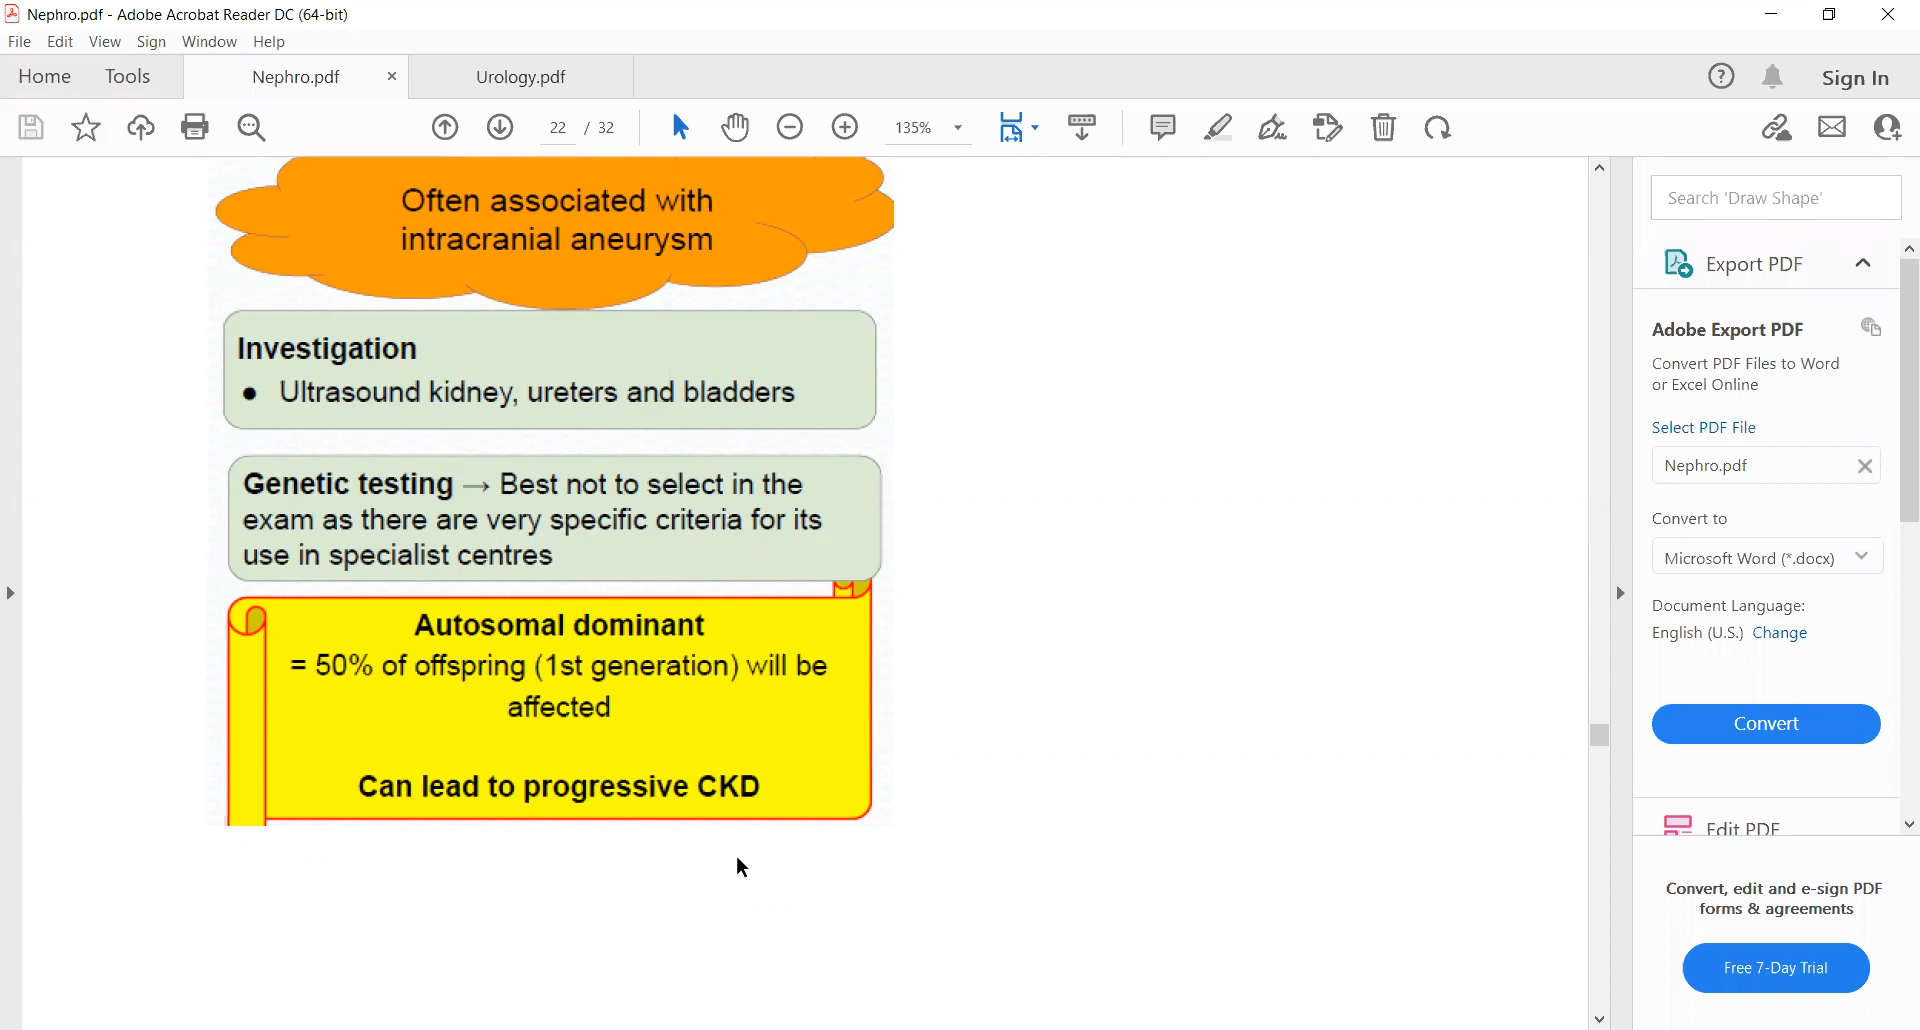 Nephro.pdf - Adobe Acrobat Reader DC (64-bit)
File Edit View Sign Window Help
Home Tools Nephro.pdf × Urology.pdf ? Sign In
22 / 32 135%
Often associated with
intracranial aneurysm
Investigation
● Ultrasound kidney, ureters and bladders
Genetic testing → Best not to select in the
exam as there are very specific criteria for its
use in specialist centres
Autosomal dominant
= 50% of offspring (1st generation) will be
affected
Can lead to progressive CKD
Search 'Draw Shape'
Export PDF
Adobe Export PDF
Convert PDF Files to Word
or Excel Online
Select PDF File
Nephro.pdf
Convert to
Microsoft Word (*.docx)
Document Language:
English (U.S.) Change
Convert
Edit PDF
Convert, edit and e-sign PDF
forms & agreements
Free 7-Day Trial